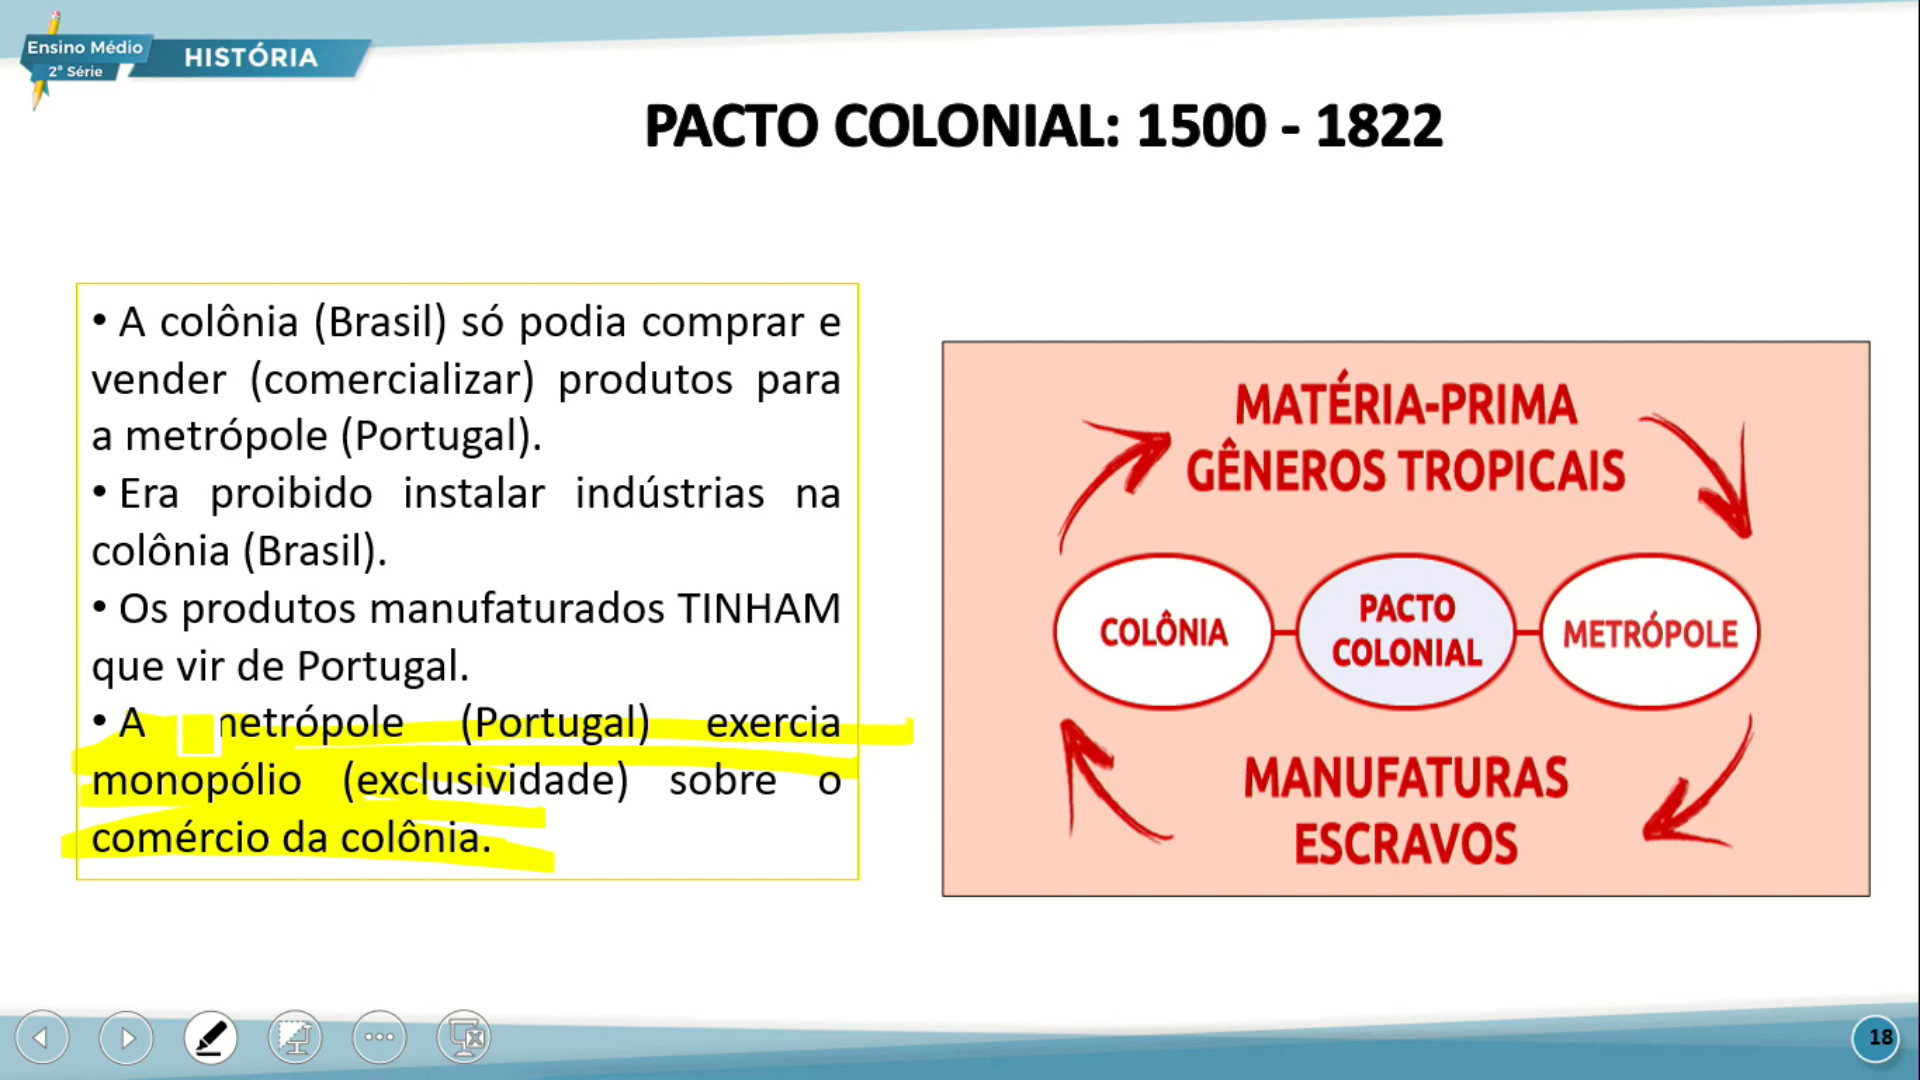 Ensino Médio
2ª Série
HISTÓRIA
PACTO COLONIAL: 1500 - 1822
• A colônia (Brasil) só podia comprar e
vender (comercializar) produtos para
a metrópole (Portugal).
• Era proibido instalar indústrias na
colônia (Brasil).
• Os produtos manufaturados TINHAM
que vir de Portugal.
• A metrópole (Portugal) exercia
monopólio (exclusividade) sobre o
comércio da colônia.
MATÉRIA-PRIMA
GÊNEROS TROPICAIS
COLÔNIA
PACTO
COLONIAL
METRÓPOLE
MANUFATURAS
ESCRAVOS
18